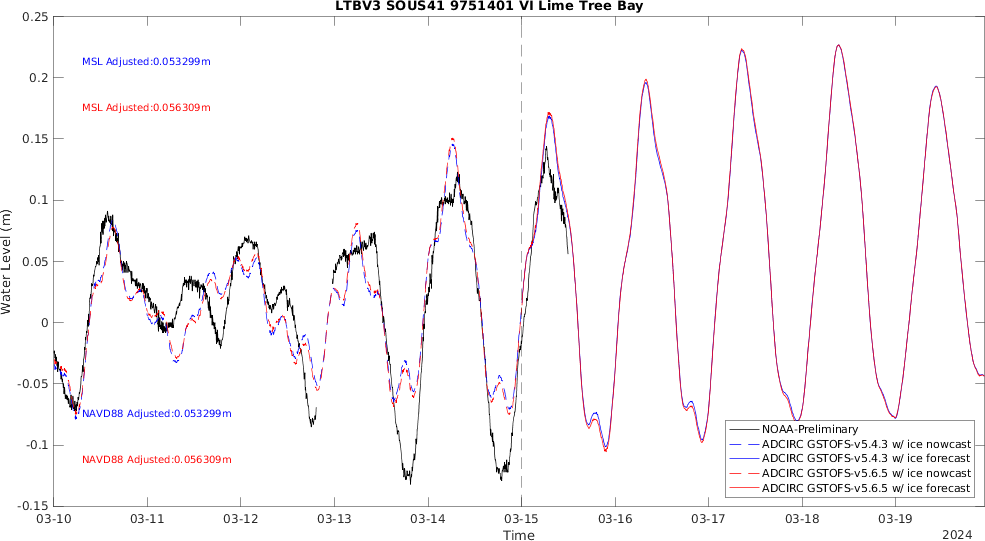 LTBV3 SOUS41 9751401 VI Lime Tree Bay
0.25
0.2
0.15
0.1
0.05
0
-0.05
-0.1
-0.15
Water Level (m)
MSL Adjusted:0.053299m
MSL Adjusted:0.056309m
NAVD88 Adjusted:0.053299m
NAVD88 Adjusted:0.056309m
NOAA-Preliminary
ADCIRC GSTOFS-v5.4.3 w/ ice nowcast
ADCIRC GSTOFS-v5.4.3 w/ ice forecast
ADCIRC GSTOFS-v5.6.5 w/ ice nowcast
ADCIRC GSTOFS-v5.6.5 w/ ice forecast
03-10 03-11 03-12 03-13 03-14 03-15 03-16 03-17 03-18 03-19
Time
2024